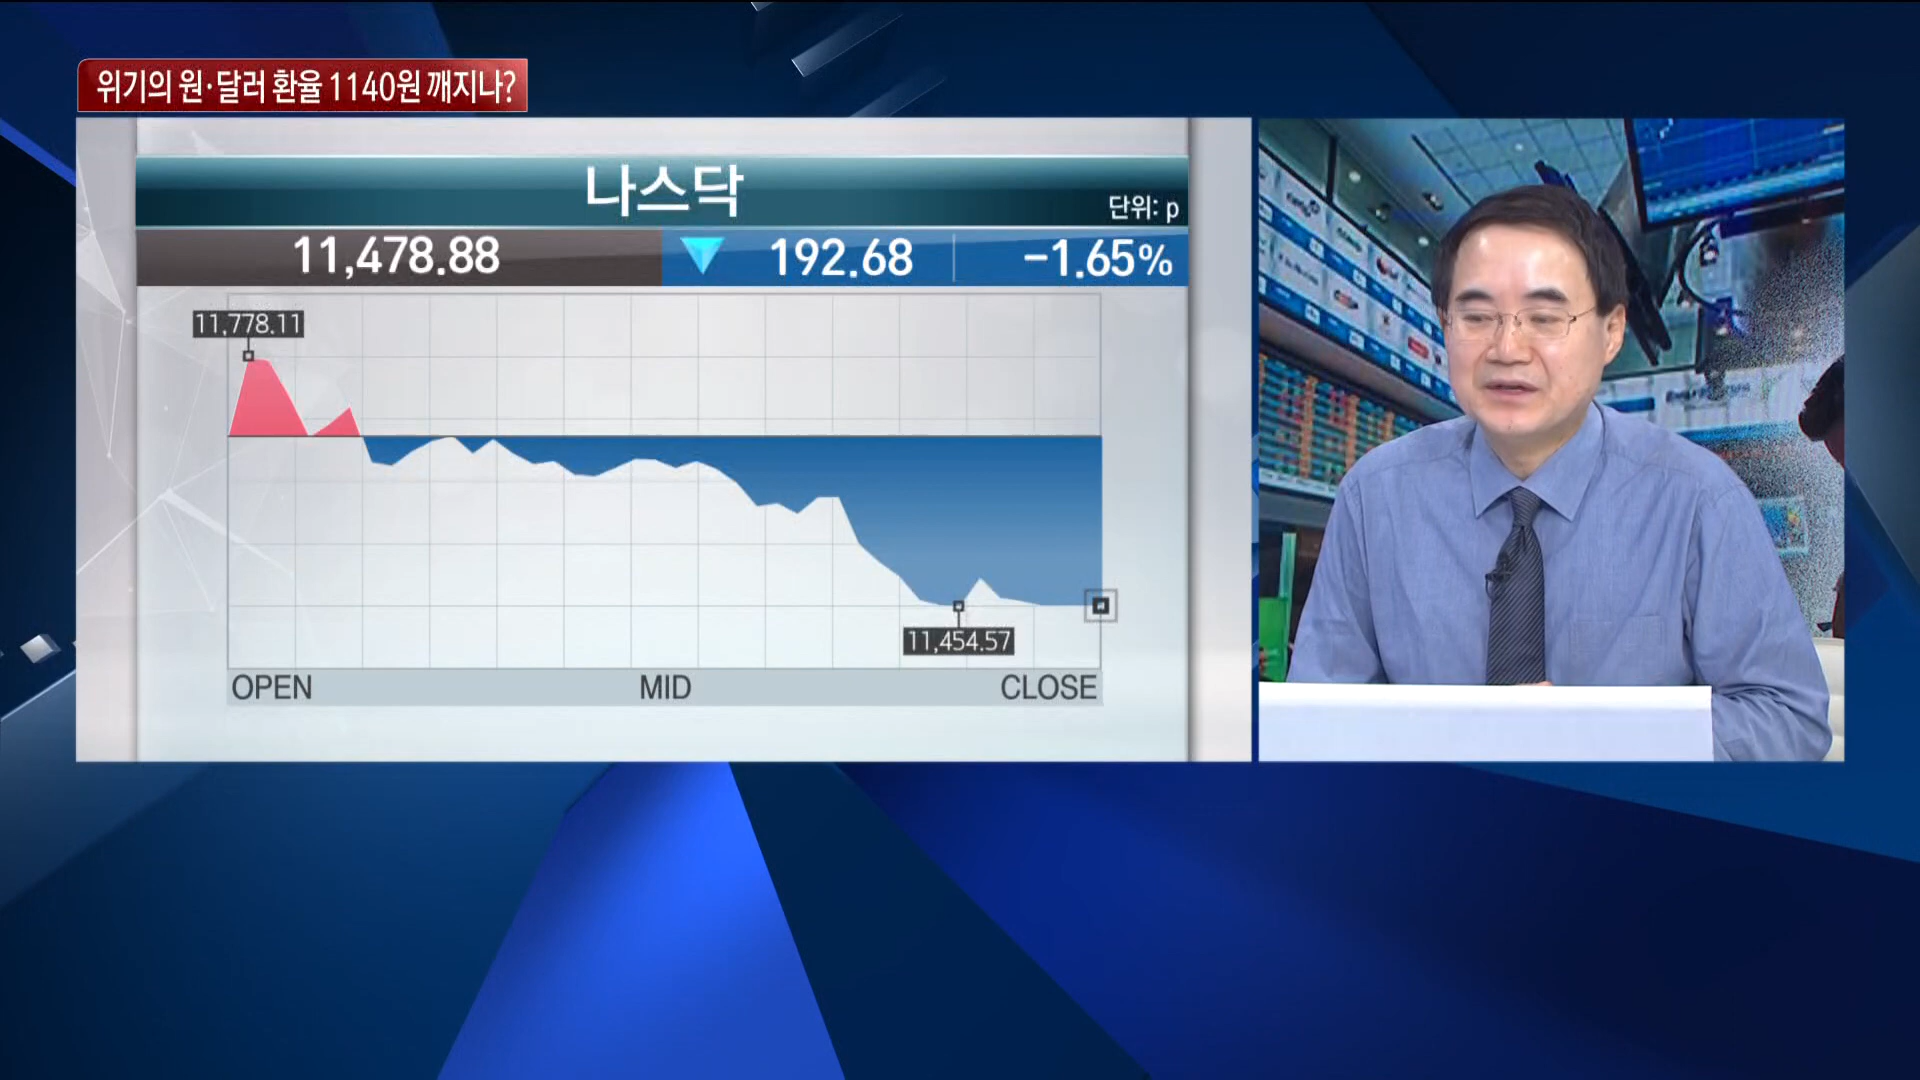 위기의 원·달러 환율 1140원 깨지나?
나스닥
단위: p
11,478.88 ▼ 192.68 -1.65%
11,778.11
11,454.57
OPEN MID CLOSE